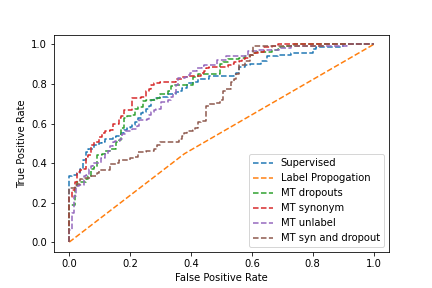 1.0
0.8
0.6
0.4
0.2
0.0
True Positive Rate
0.0 0.2 0.4 0.6 0.8 1.0
False Positive Rate
Supervised
Label Propogation
MT dropouts
MT synonym
MT unlabel
MT syn and dropout